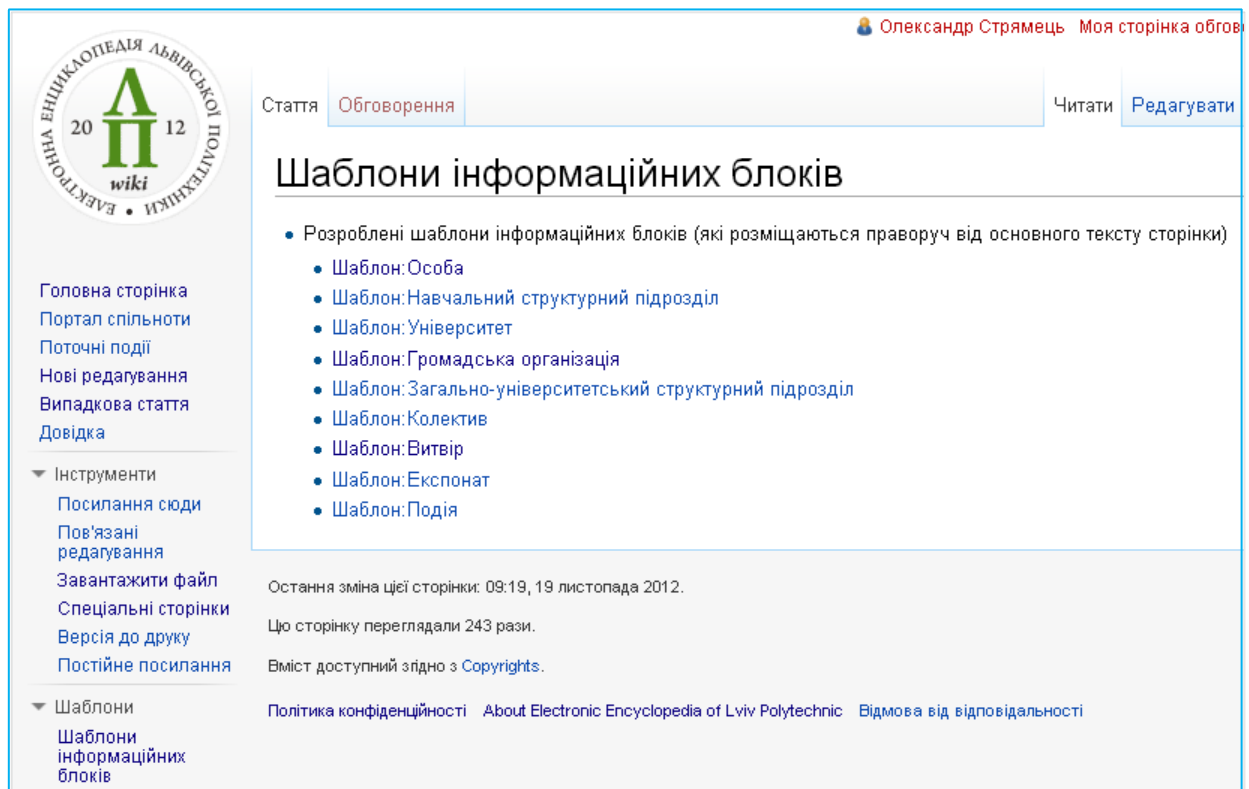 Олександр Стрямець Моя сторінка обгов
ЕЛЕКТРОННА ЕНЦИКЛОПЕДІЯ ЛЬВІВСЬКОЇ ПОЛІТЕХНІКИ •
20 ЛП 12
wiki
Стаття Обговорення Читати Редагувати
Шаблони інформаційних блоків
Розроблені шаблони інформаційних блоків (які розміщаються праворуч від основного тексту сторінки)
Шаблон:Особа
Шаблон:Навчальний структурний підрозділ
Шаблон:Університет
Шаблон:Громадська організація
Шаблон:Загально-університетський структурний підрозділ
Шаблон:Колектив
Шаблон:Витвір
Шаблон:Експонат
Шаблон:Подія
Головна сторінка
Портал спільноти
Поточні події
Нові редагування
Випадкова стаття
Довідка
Інструменти
Посилання сюди
Пов'язані
редагування
Завантажити файл
Спеціальні сторінки
Версія до друку
Постійне посилання
Шаблони
Шаблони
інформаційних
блоків
Остання зміна цієї сторінки: 09:19, 19 листопада 2012.
Цю сторінку переглядали 243 рази.
Вміст доступний згідно з Copyrights.
Політика конфіденційності About Electronic Encyclopedia of Lviv Polytechnic Відмова від відповідальності